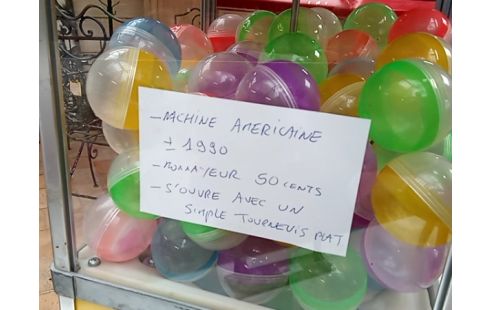 - MACHINE AMERICAINE
± 1990
- MONNAYEUR 50 CENTS
- S'OUVRE AVEC UN
SIMPLE TOURNEVIS PLAT